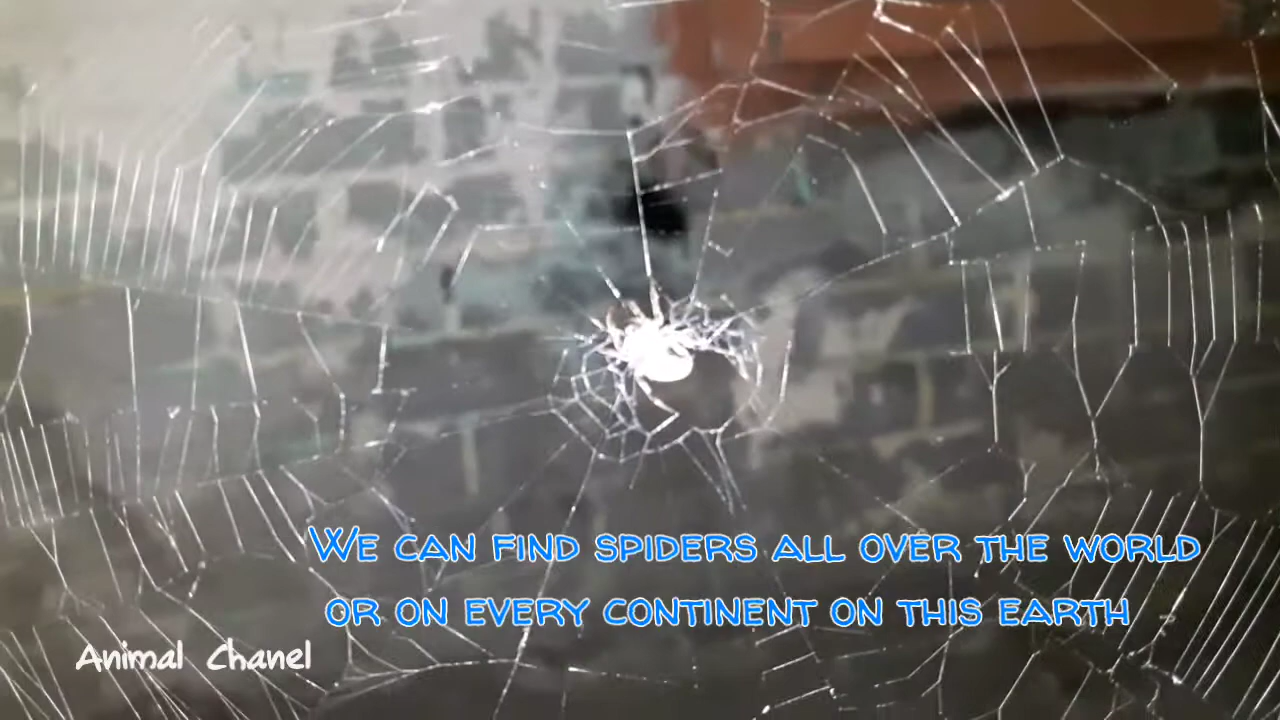 WE CAN FIND SPIDERS ALL OVER THE WORLD
OR ON EVERY CONTINENT ON THIS EARTH
Animal Chanel